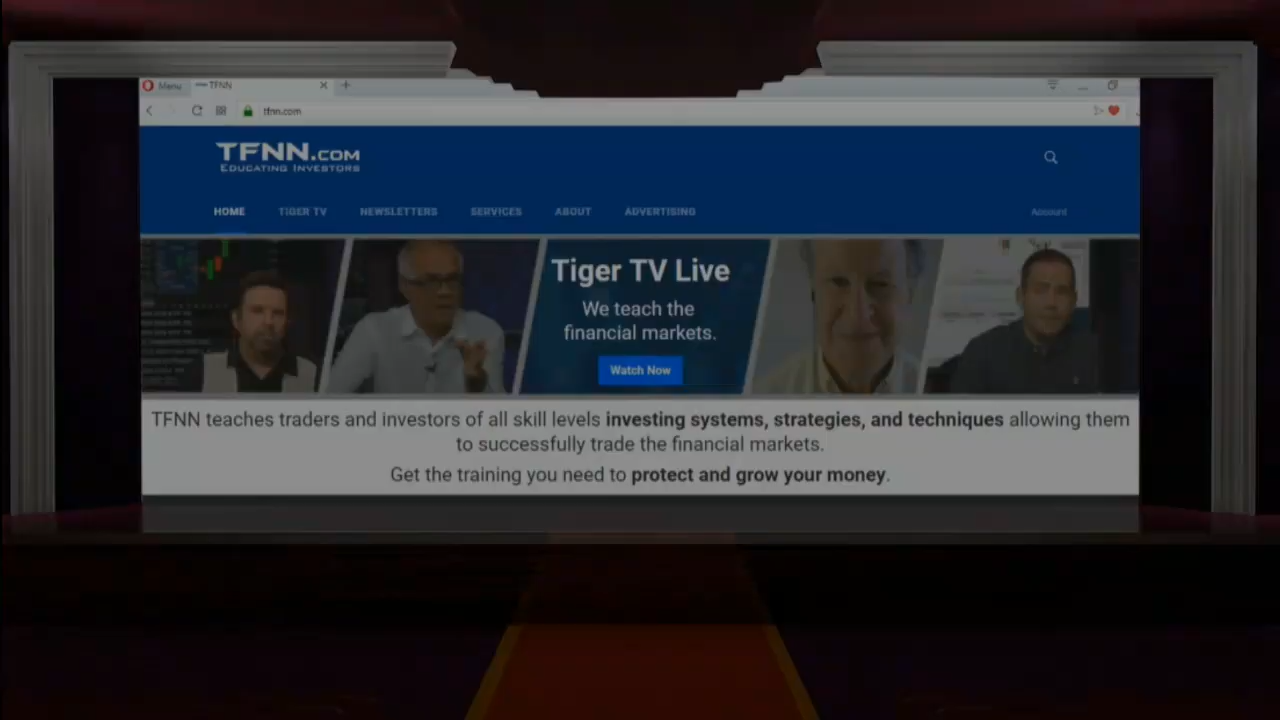 Menu
TFNN
tfnn.com
TFNN.COM
EDUCATING INVESTORS
HOME
TIGER TV
NEWSLETTERS
SERVICES
ABOUT
ADVERTISING
Account
Tiger TV Live
We teach the
financial markets.
Watch Now
TFNN teaches traders and investors of all skill levels investing systems, strategies, and techniques allowing them
to successfully trade the financial markets.
Get the training you need to protect and grow your money.